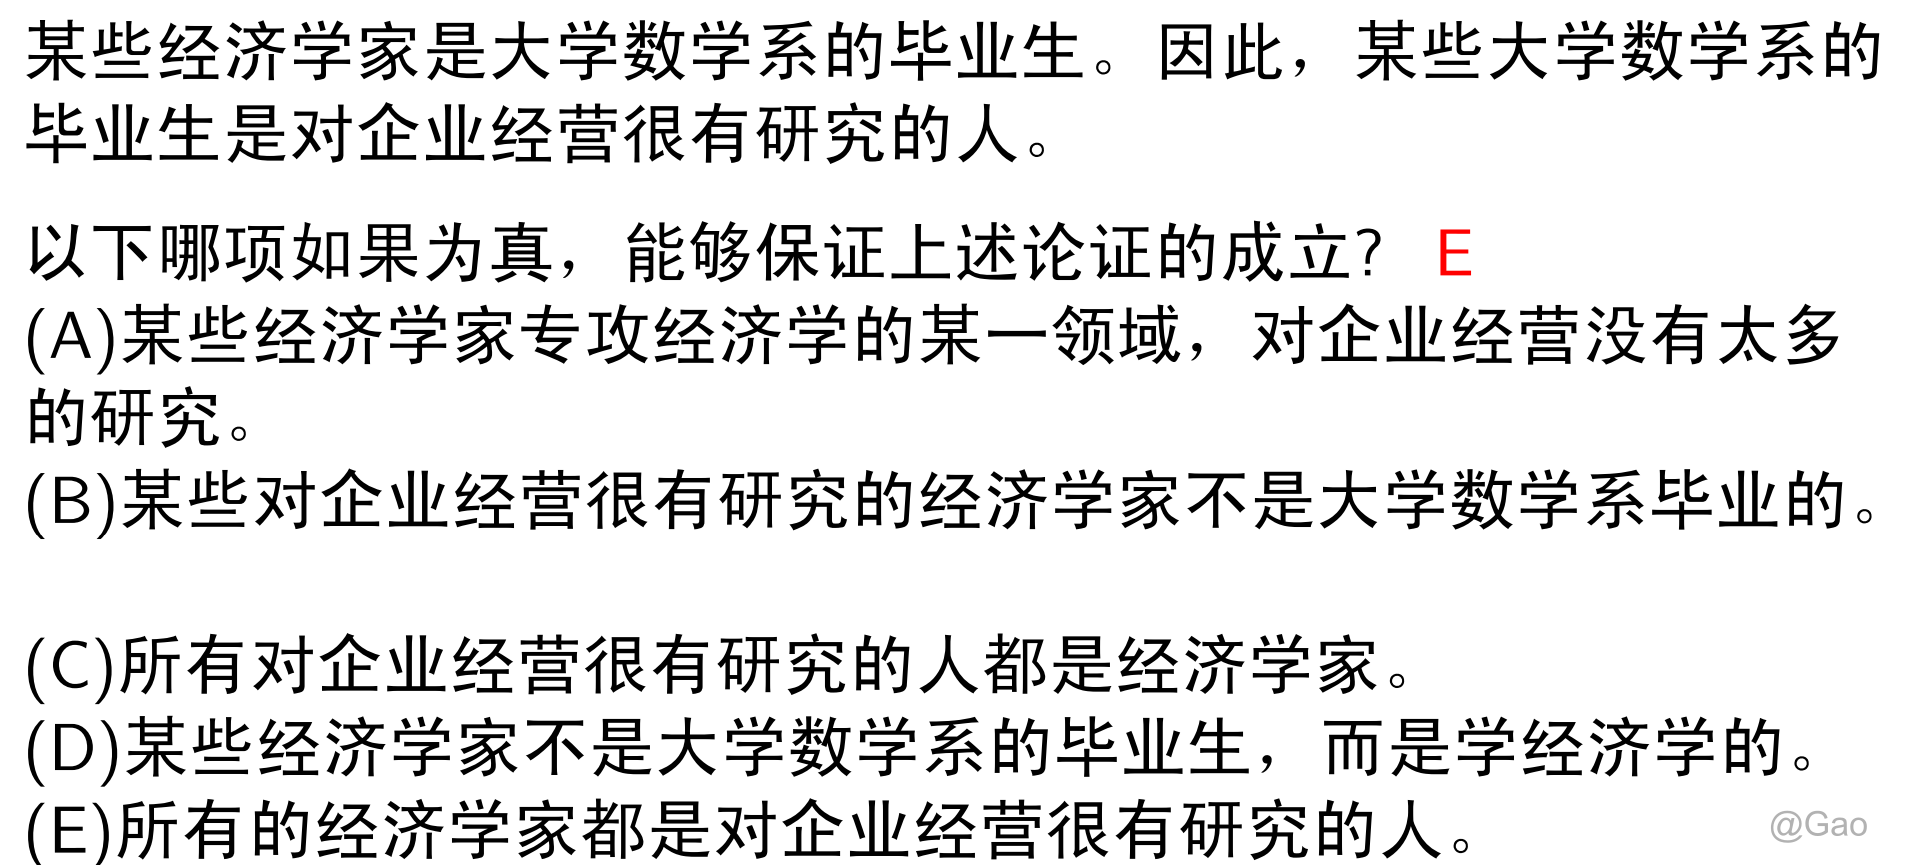 某些经济学家是大学数学系的毕业生。因此，某些大学数学系的
毕业生是对企业经营很有研究的人。
以下哪项如果为真，能够保证上述论证的成立? E
(A)某些经济学家专攻经济学的某一领域，对企业经营没有太多
的研究。
(B)某些对企业经营很有研究的经济学家不是大学数学系毕业的。
(C)所有对企业经营很有研究的人都是经济学家。
(D)某些经济学家不是大学数学系的毕业生，而是学经济学的。
(E)所有的经济学家都是对企业经营很有研究的人。
@Gao